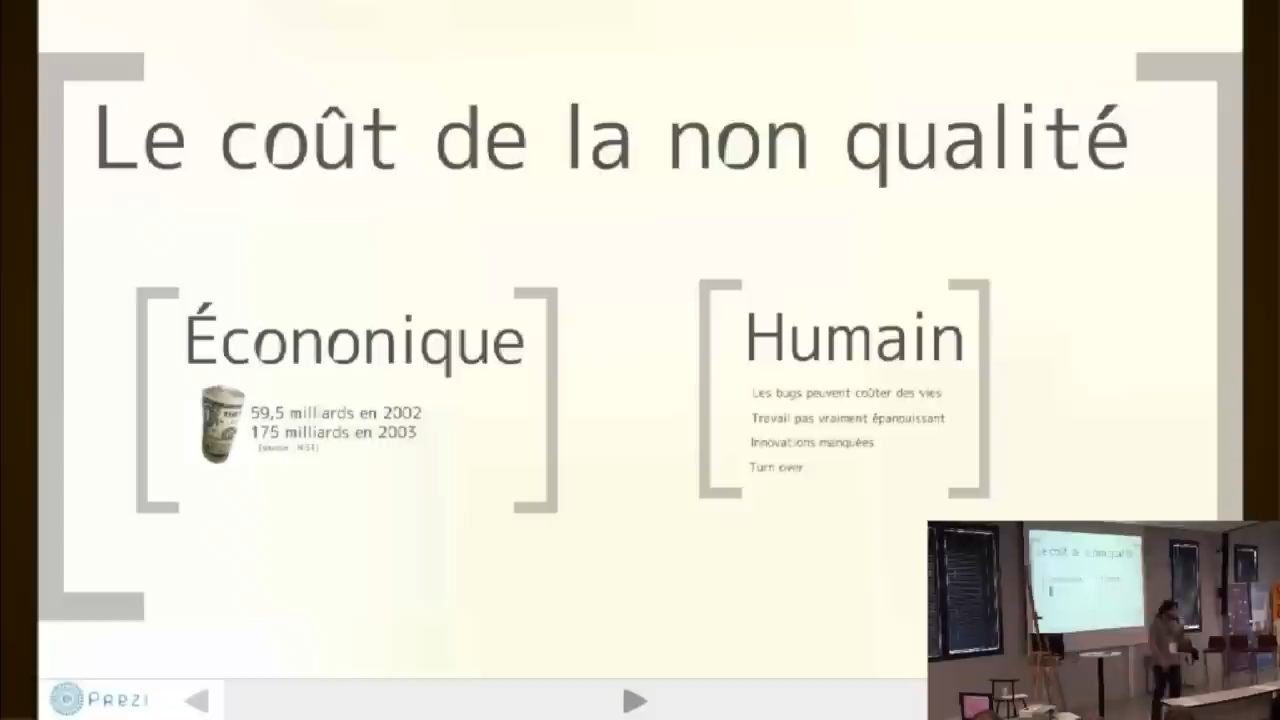 Le coût de la non qualité
Écononique
59,5 milliards en 2002
175 milliards en 2003
Humain
Les bugs peuvent coûter des vies
Travail pas vraiment épanouissant
Innovations manquées
Turn over
Prezi